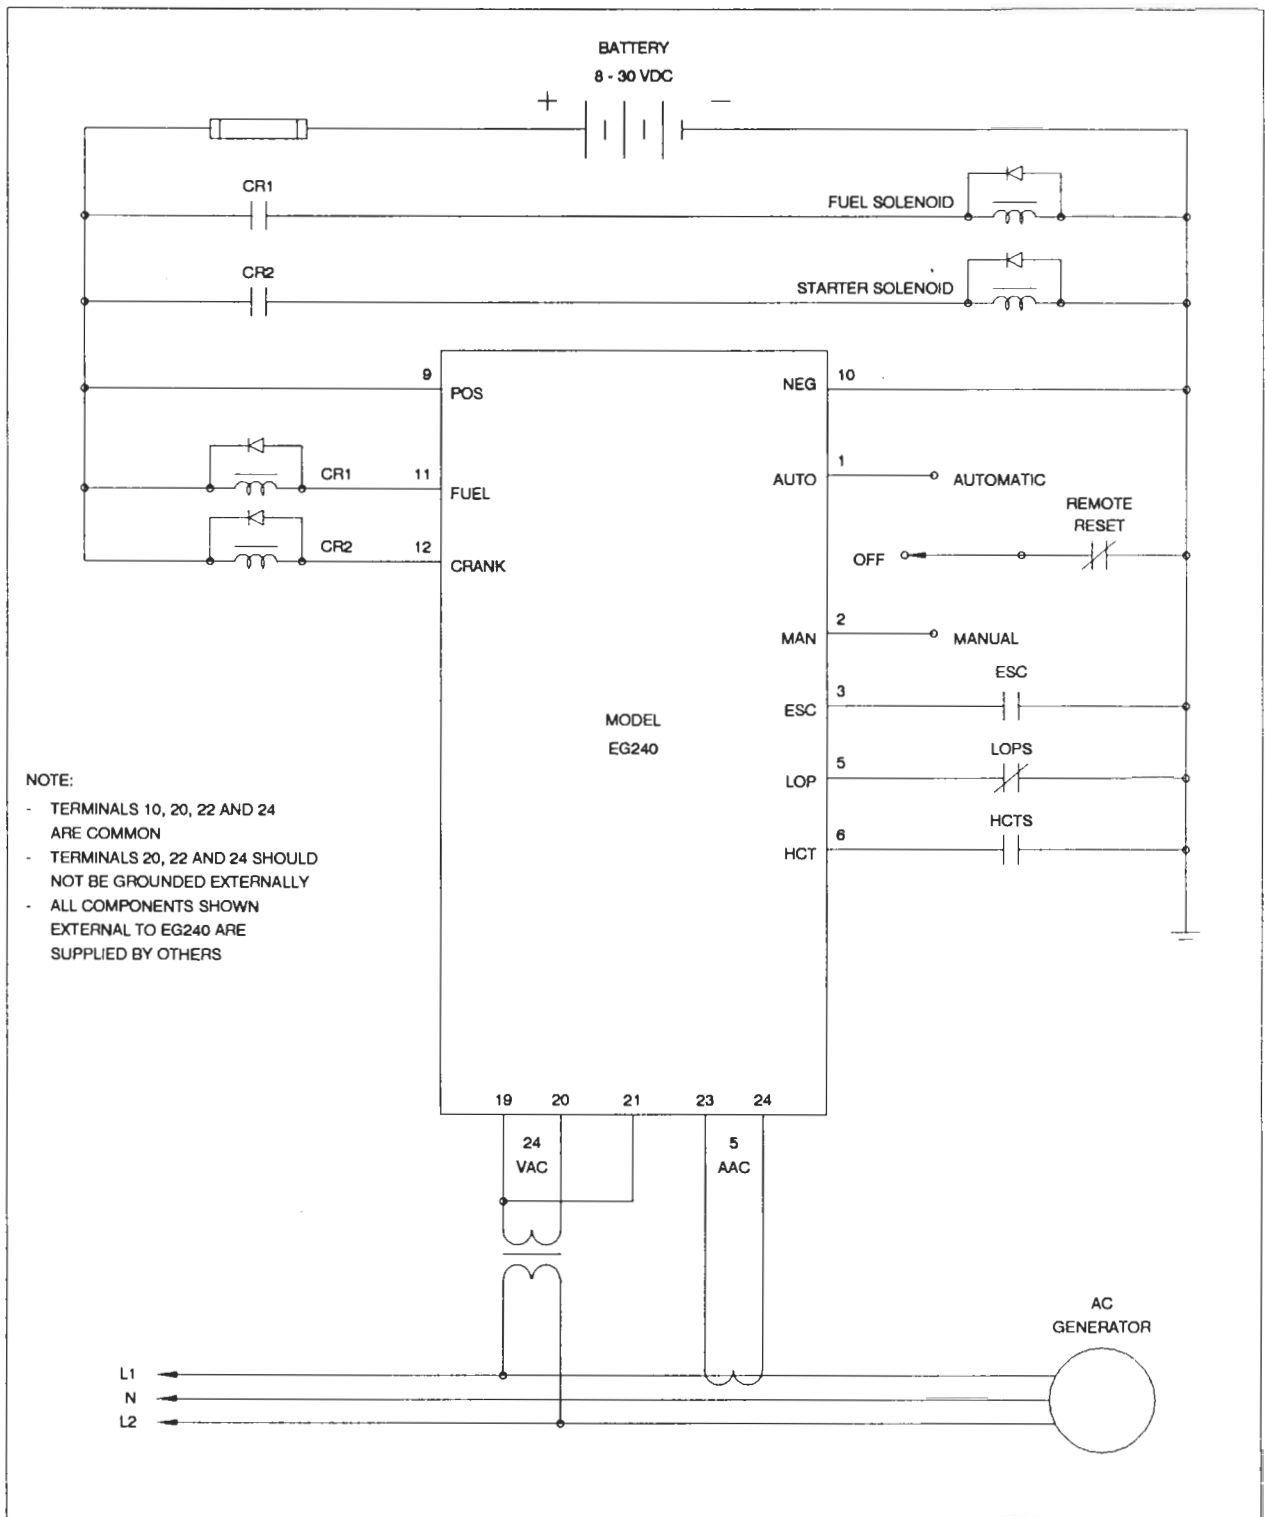 BATTERY
8 - 30 VDC
+ −
CR1
FUEL SOLENOID
CR2
STARTER SOLENOID
9
POS
NEG
10
CR1
11
FUEL
AUTO
1
AUTOMATIC
REMOTE
RESET
CR2
12
CRANK
OFF
MAN
2
MANUAL
ESC
ESC
3
MODEL
EG240
LOPS
LOP
5
HCTS
HCT
6
NOTE:
- TERMINALS 10, 20, 22 AND 24
ARE COMMON
- TERMINALS 20, 22 AND 24 SHOULD
NOT BE GROUNDED EXTERNALLY
- ALL COMPONENTS SHOWN
EXTERNAL TO EG240 ARE
SUPPLIED BY OTHERS
19 20 21 23 24
24
VAC
5
AAC
AC
GENERATOR
L1
N
L2